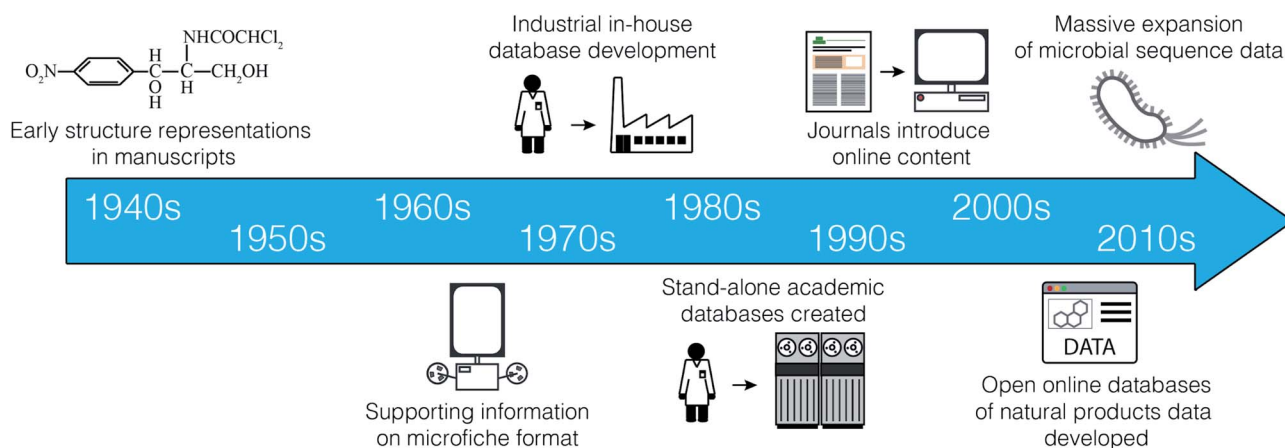 NHCOCHCl₂
O₂N
C
C
CH₂OH
O
H
H
H
Early structure representations
in manuscripts
Industrial in-house
database development
Journals introduce
online content
Massive expansion
of microbial sequence data
1940s
1950s
1960s
1970s
1980s
1990s
2000s
2010s
Supporting information
on microfiche format
Stand-alone academic
databases created
DATA
Open online databases
of natural products data
developed